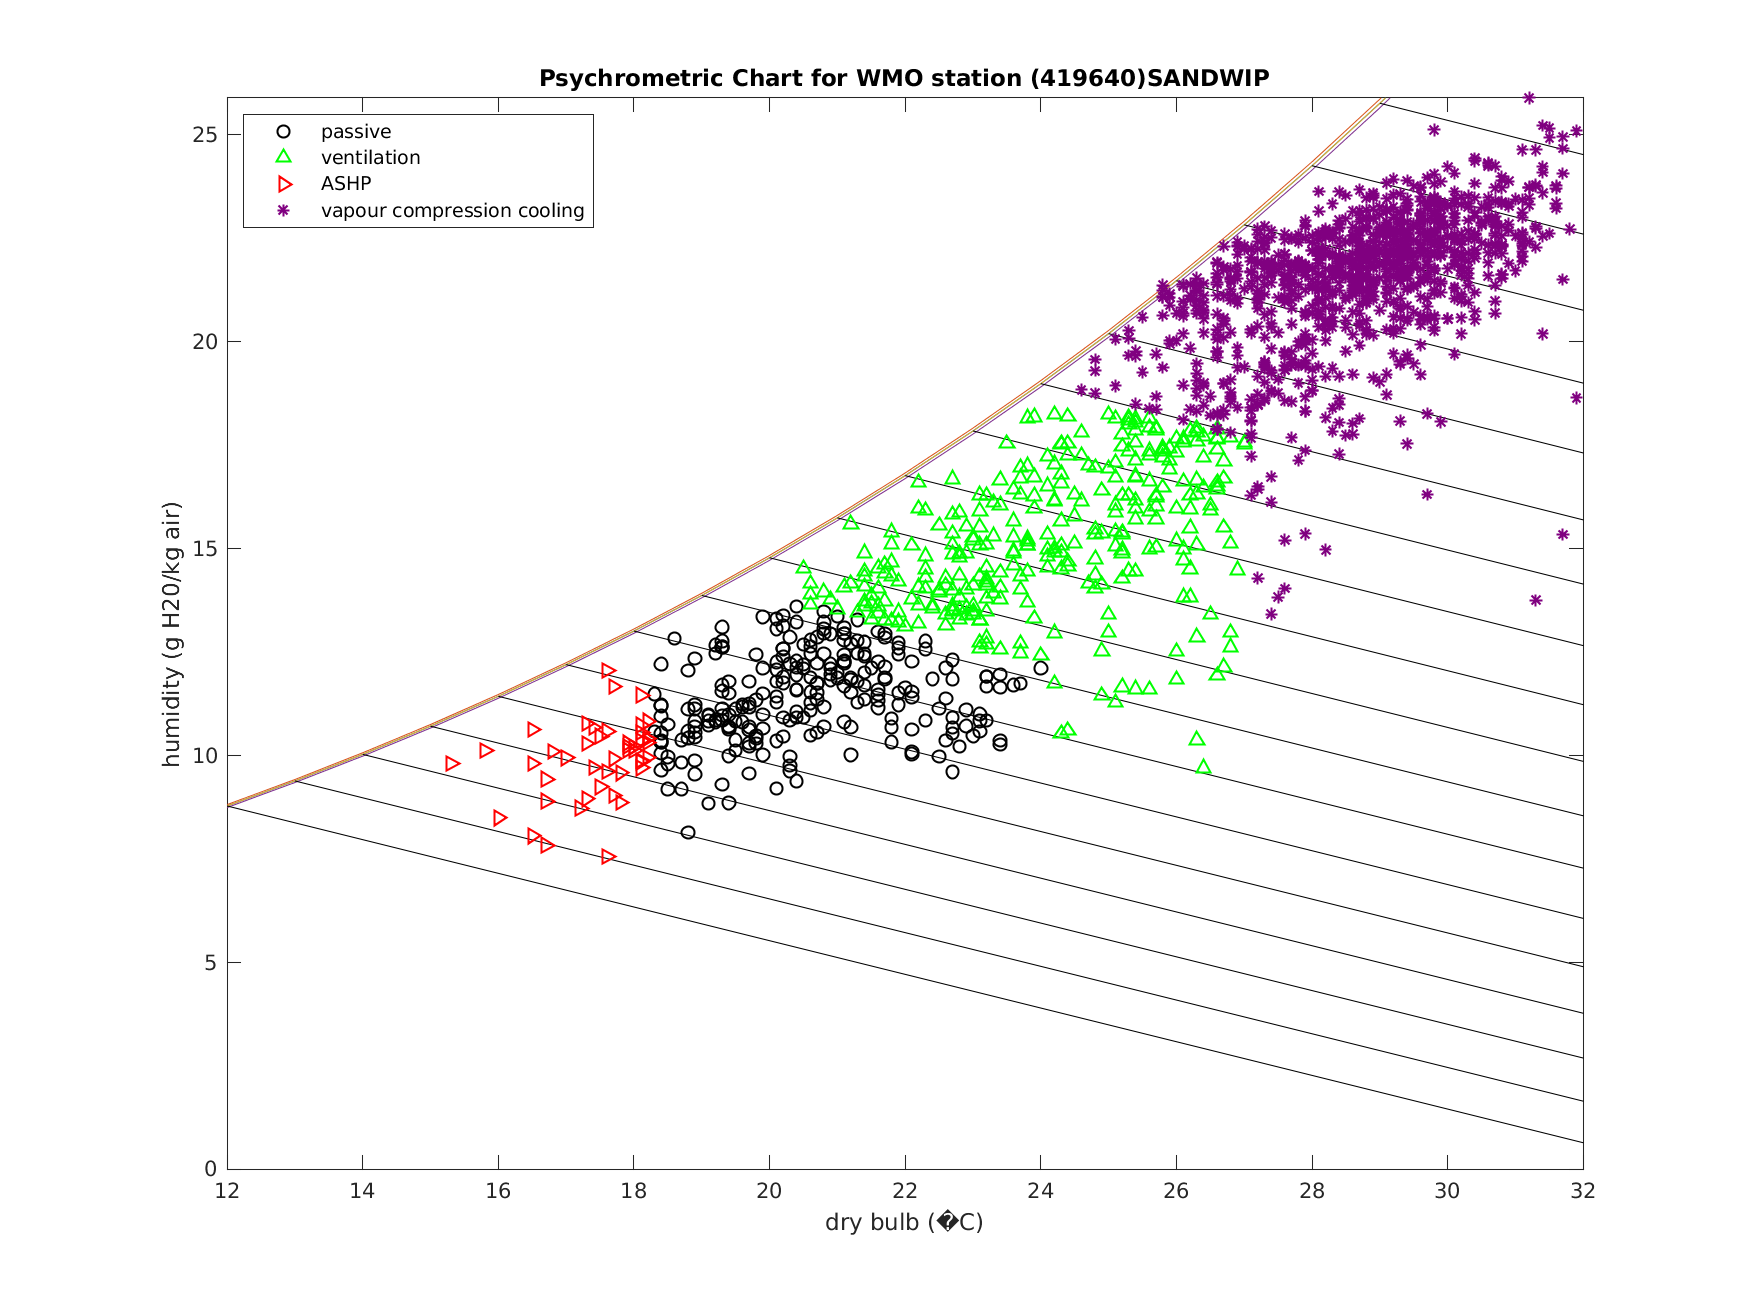 Psychrometric Chart for WMO station (419640)SANDWIP
passive
ventilation
ASHP
vapour compression cooling
humidity (g H20/kg air)
25
20
15
10
5
0
12 14 16 18 20 22 24 26 28 30 32
dry bulb (�C)